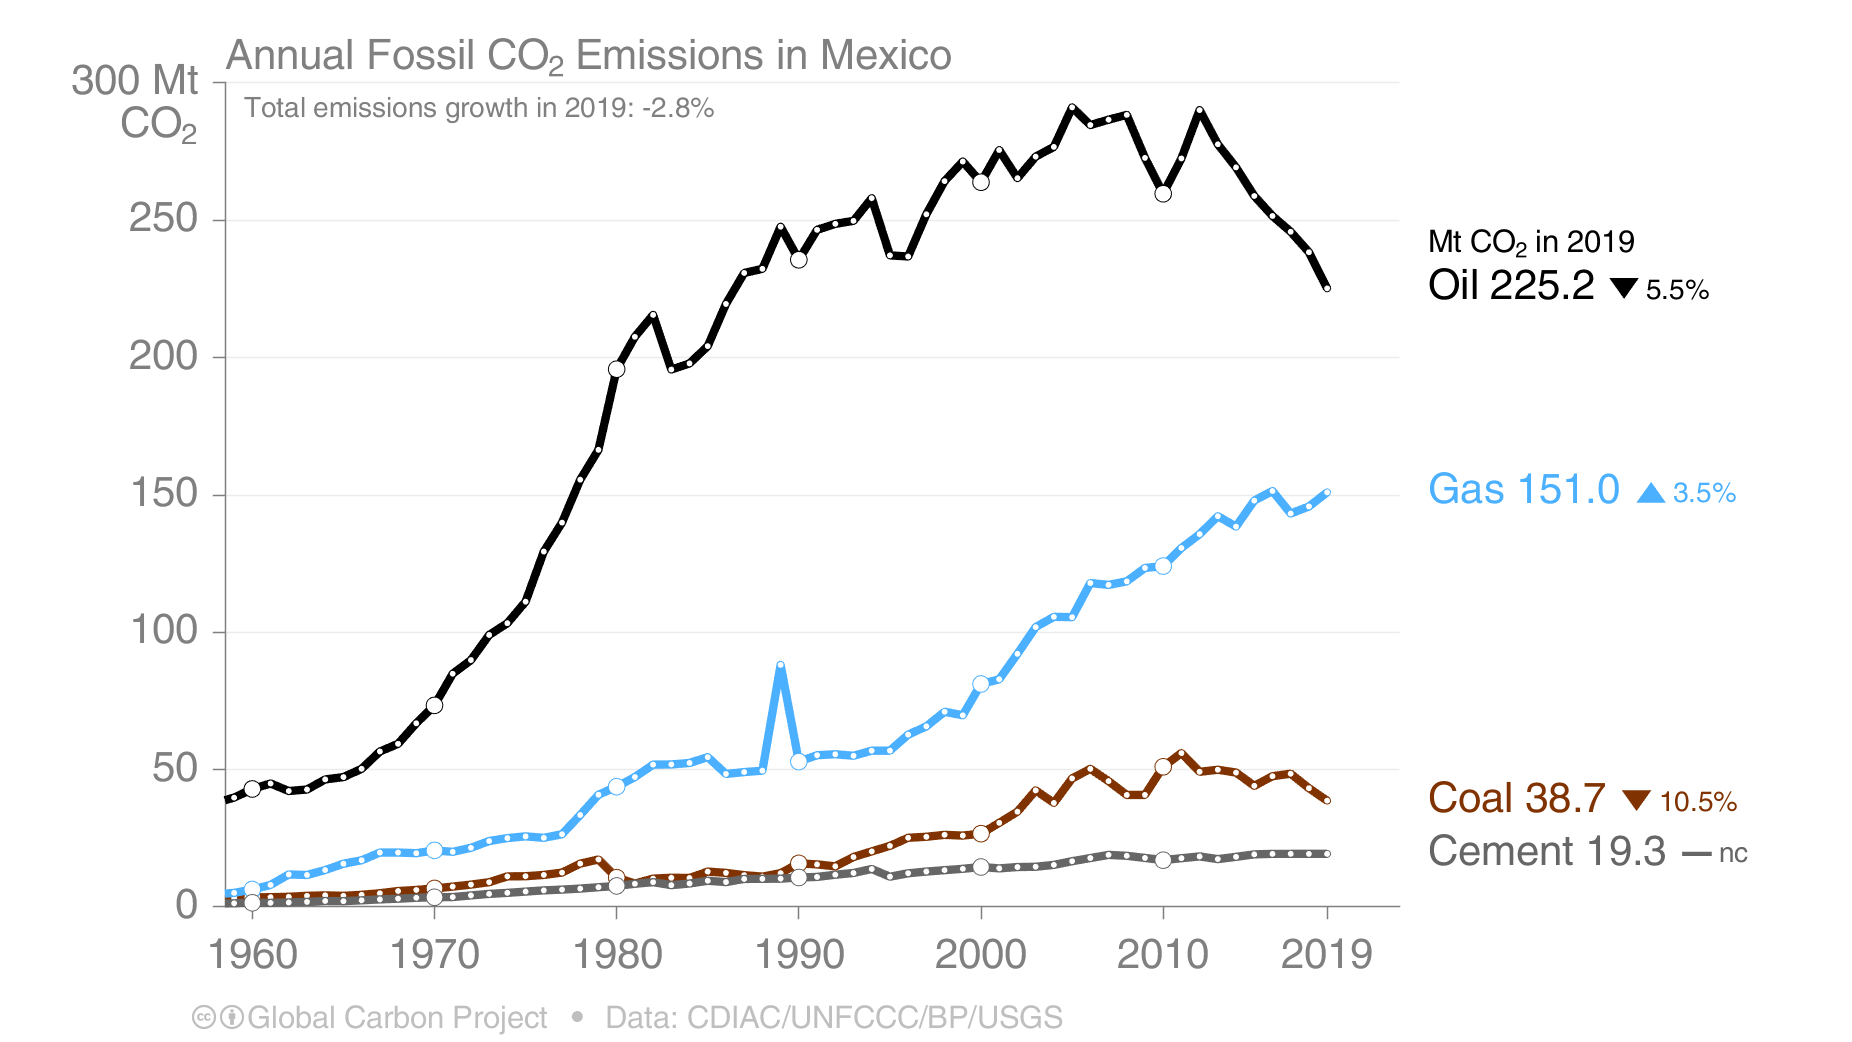 Annual Fossil CO₂ Emissions in Mexico
300 Mt
CO₂
Total emissions growth in 2019: -2.8%
250
200
150
100
50
0
Mt CO₂ in 2019
Oil 225.2 ▼ 5.5%
Gas 151.0 ▲ 3.5%
Coal 38.7 ▼ 10.5%
Cement 19.3 — nc
1960 1970 1980 1990 2000 2010 2019
cc Global Carbon Project • Data: CDIAC/UNFCCC/BP/USGS